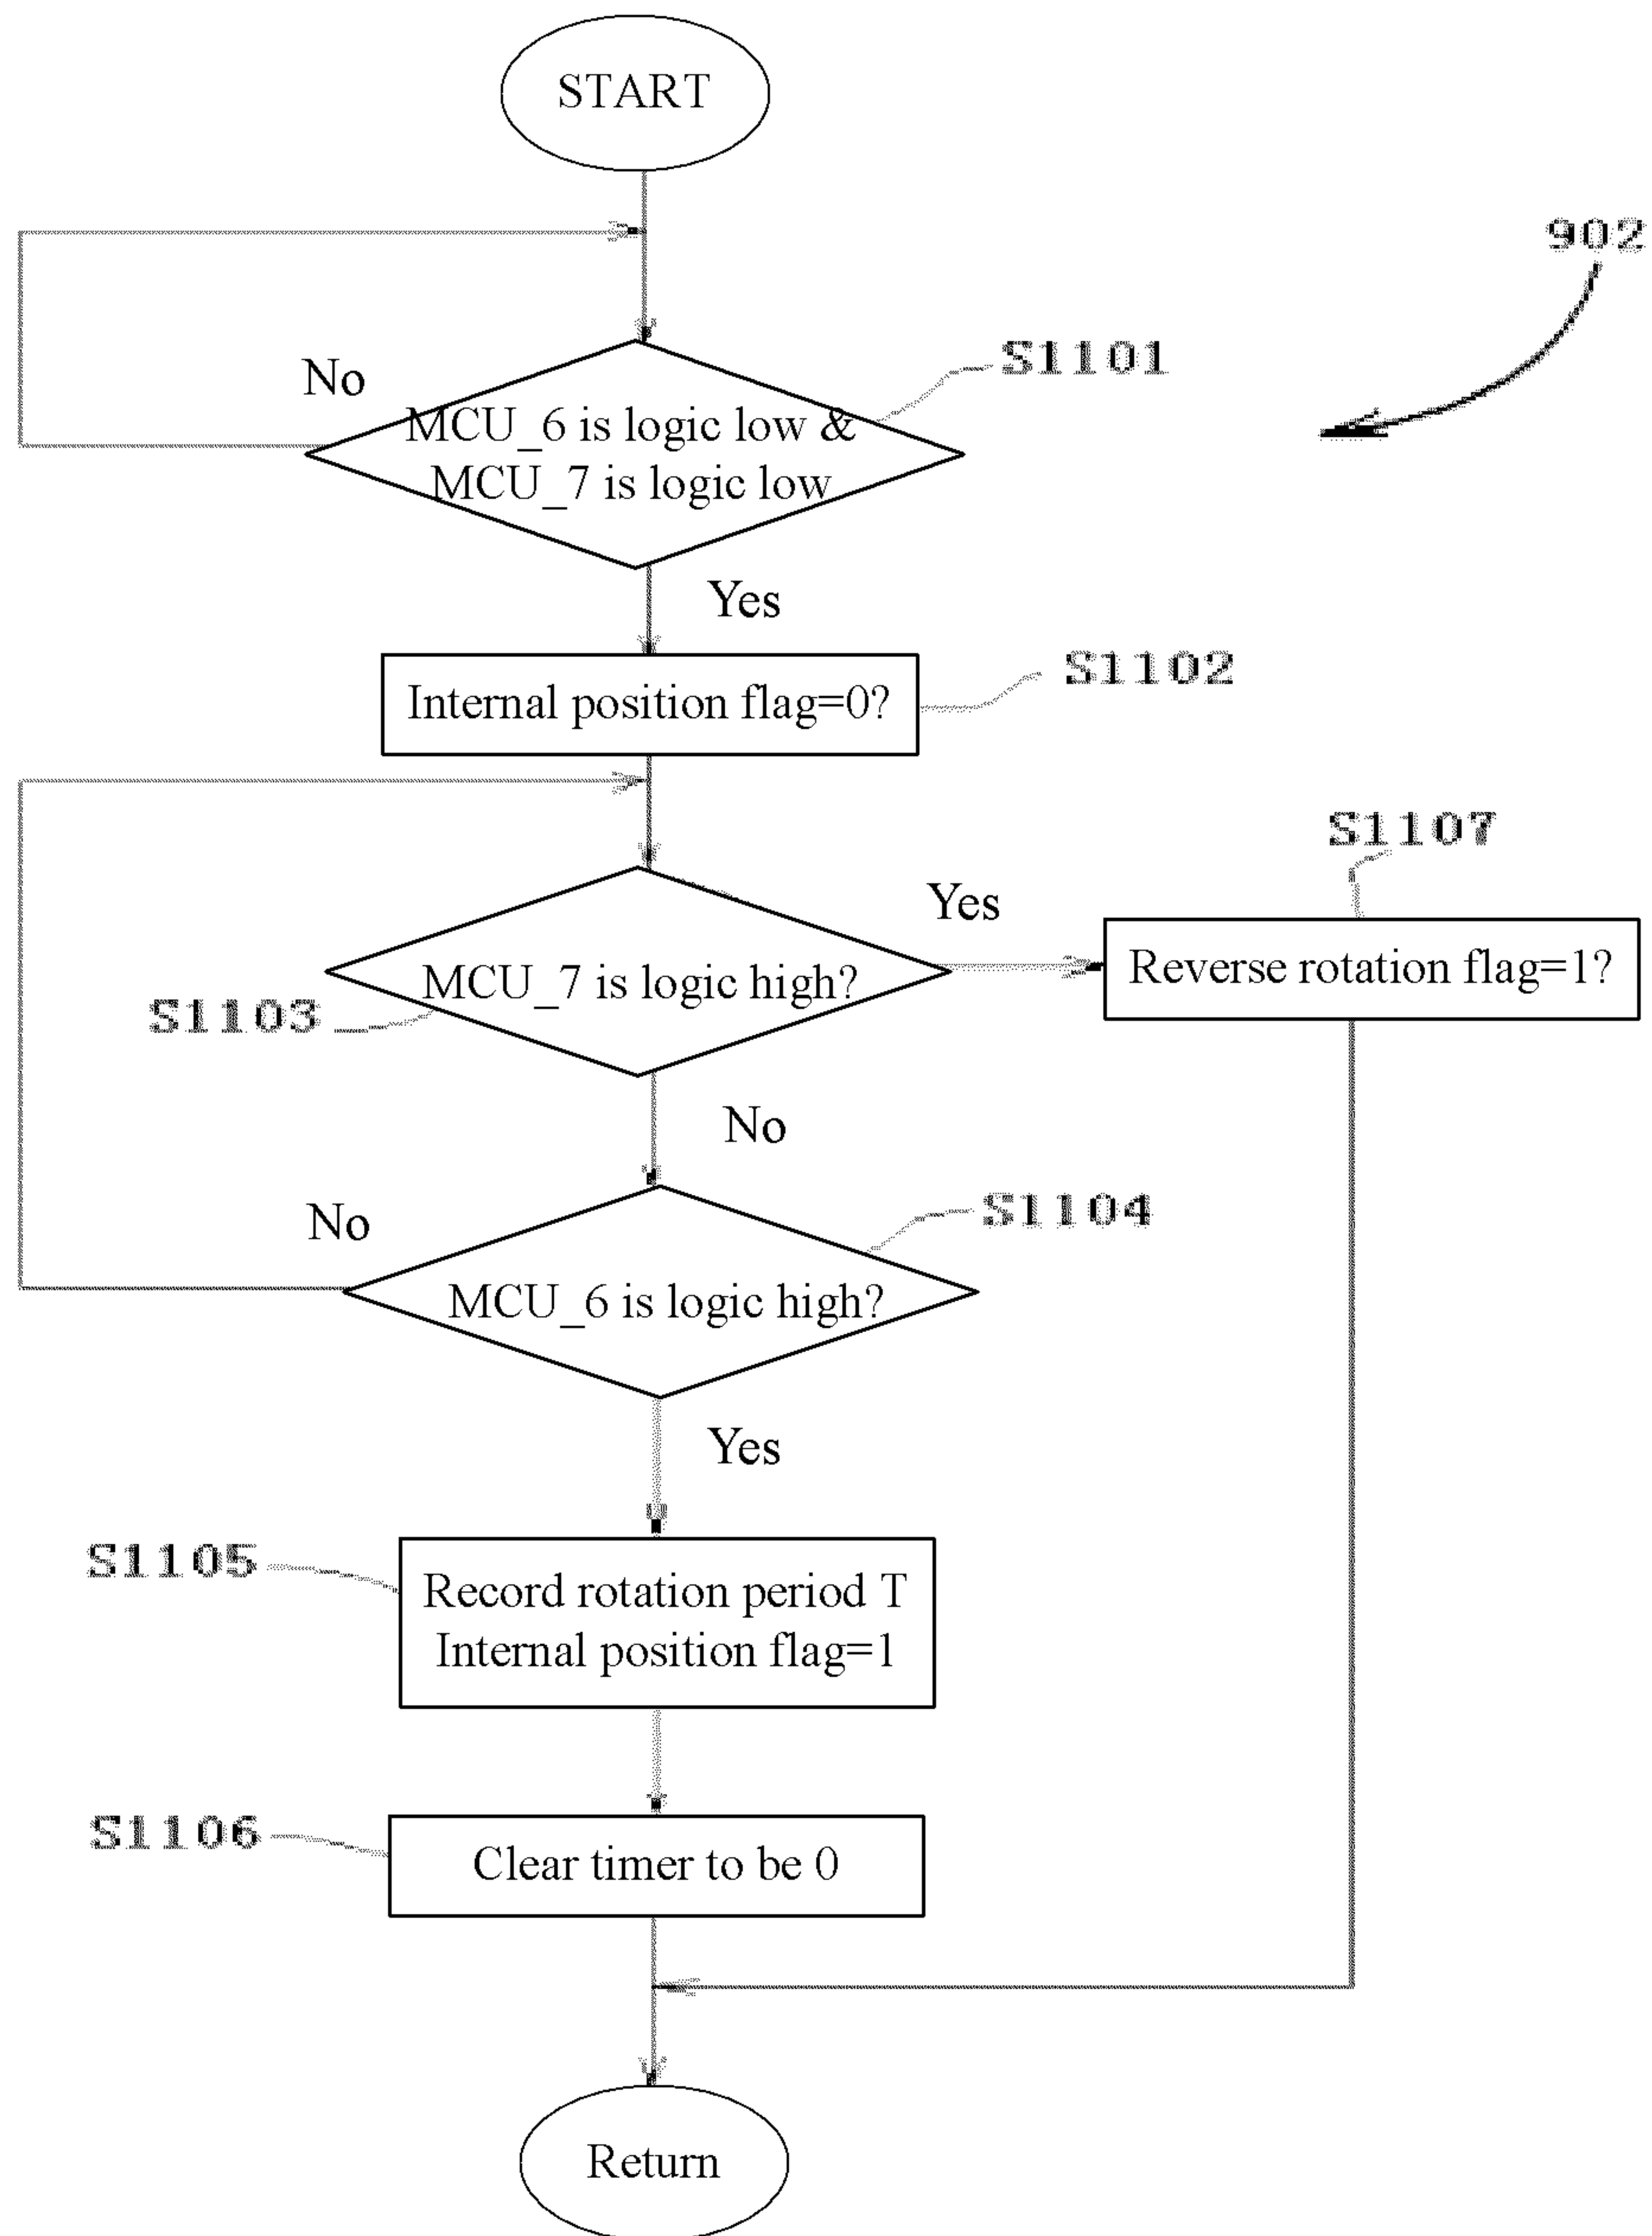 START
902
S1101
No
MCU_6 is logic low &
MCU_7 is logic low
Yes
S1102
Internal position flag=0?
S1107
Yes
Reverse rotation flag=1?
MCU_7 is logic high?
S1103
No
S1104
No
MCU_6 is logic high?
Yes
S1105
Record rotation period T
Internal position flag=1
S1106
Clear timer to be 0
Return